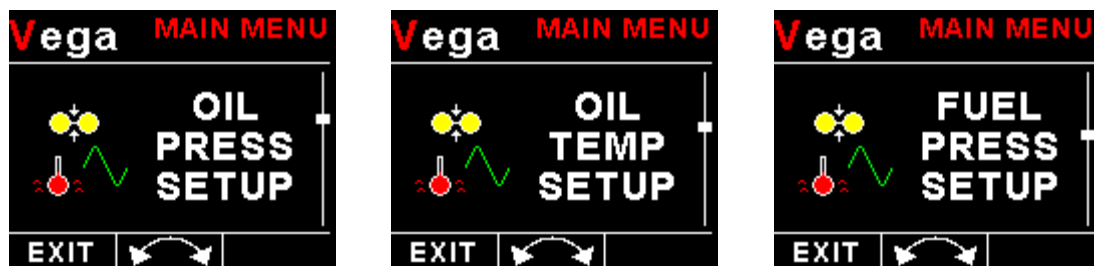 Vega MAIN MENU
OIL
PRESS
SETUP
EXIT
Vega MAIN MENU
OIL
TEMP
SETUP
EXIT
Vega MAIN MENU
FUEL
PRESS
SETUP
EXIT